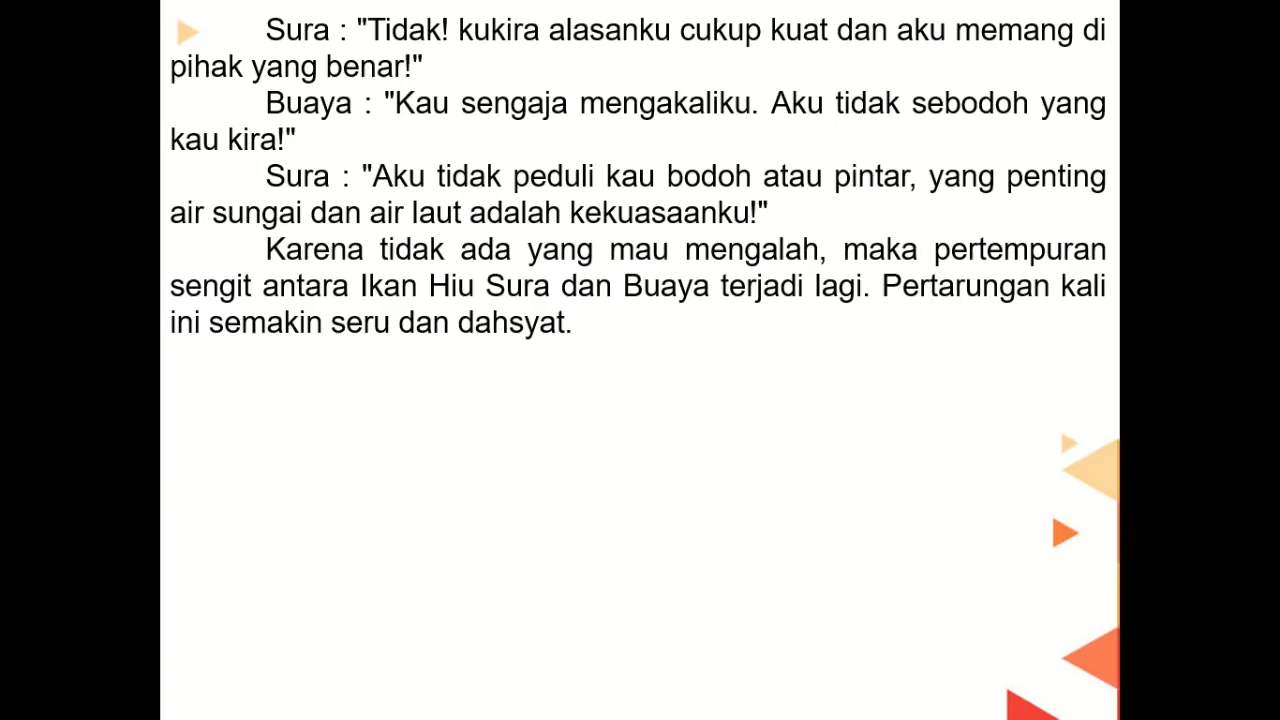 Sura : "Tidak! kukira alasanku cukup kuat dan aku memang di
pihak yang benar!"
Buaya : "Kau sengaja mengakaliku. Aku tidak sebodoh yang
kau kira!"
Sura : "Aku tidak peduli kau bodoh atau pintar, yang penting
air sungai dan air laut adalah kekuasaanku!"
Karena tidak ada yang mau mengalah, maka pertempuran
sengit antara Ikan Hiu Sura dan Buaya terjadi lagi. Pertarungan kali
ini semakin seru dan dahsyat.